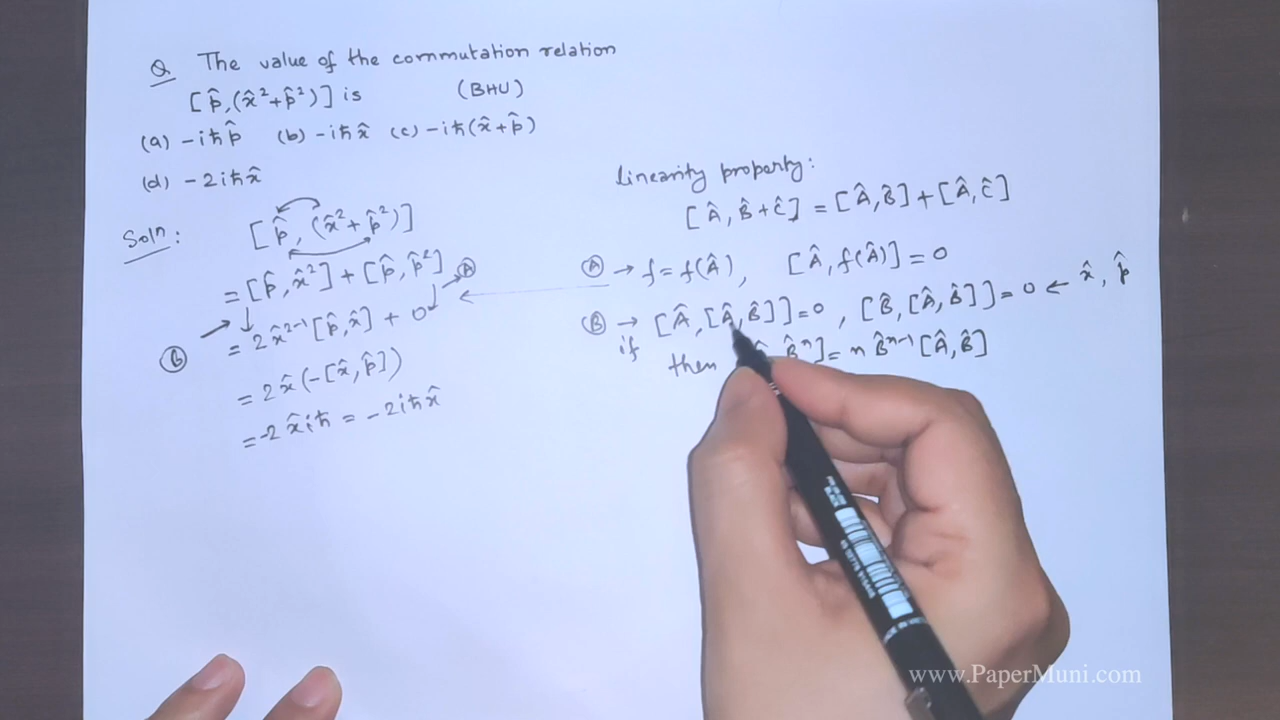 Q. The value of the commutation relation
[p̂,(x̂²+p̂²)] is (BHU)
(a) -iħp̂ (b) -iħx̂ (c) -iħ(x̂+p̂)
(d) -2iħx̂
Solⁿ:
[p̂, (x̂²+p̂²)]
= [p̂,x̂²] + [p̂,p̂²] Ⓐ
Ⓑ = 2x̂²⁻¹[p̂,x̂] + 0
= 2x̂(-[x̂,p̂])
= -2x̂iħ = -2iħx̂
linearity property:
[Â, B̂+Ĉ] = [Â,B̂]+[Â,Ĉ]
Ⓐ → f = f(Â), [Â,f(Â)] = 0
Ⓑ → [Â,[Â,B̂]]=0, [B̂,[Â,B̂]]=0 ← x̂, p̂
if
then B̂ⁿ] = n B̂ⁿ⁻¹[Â,B̂]
www.PaperMuni.com